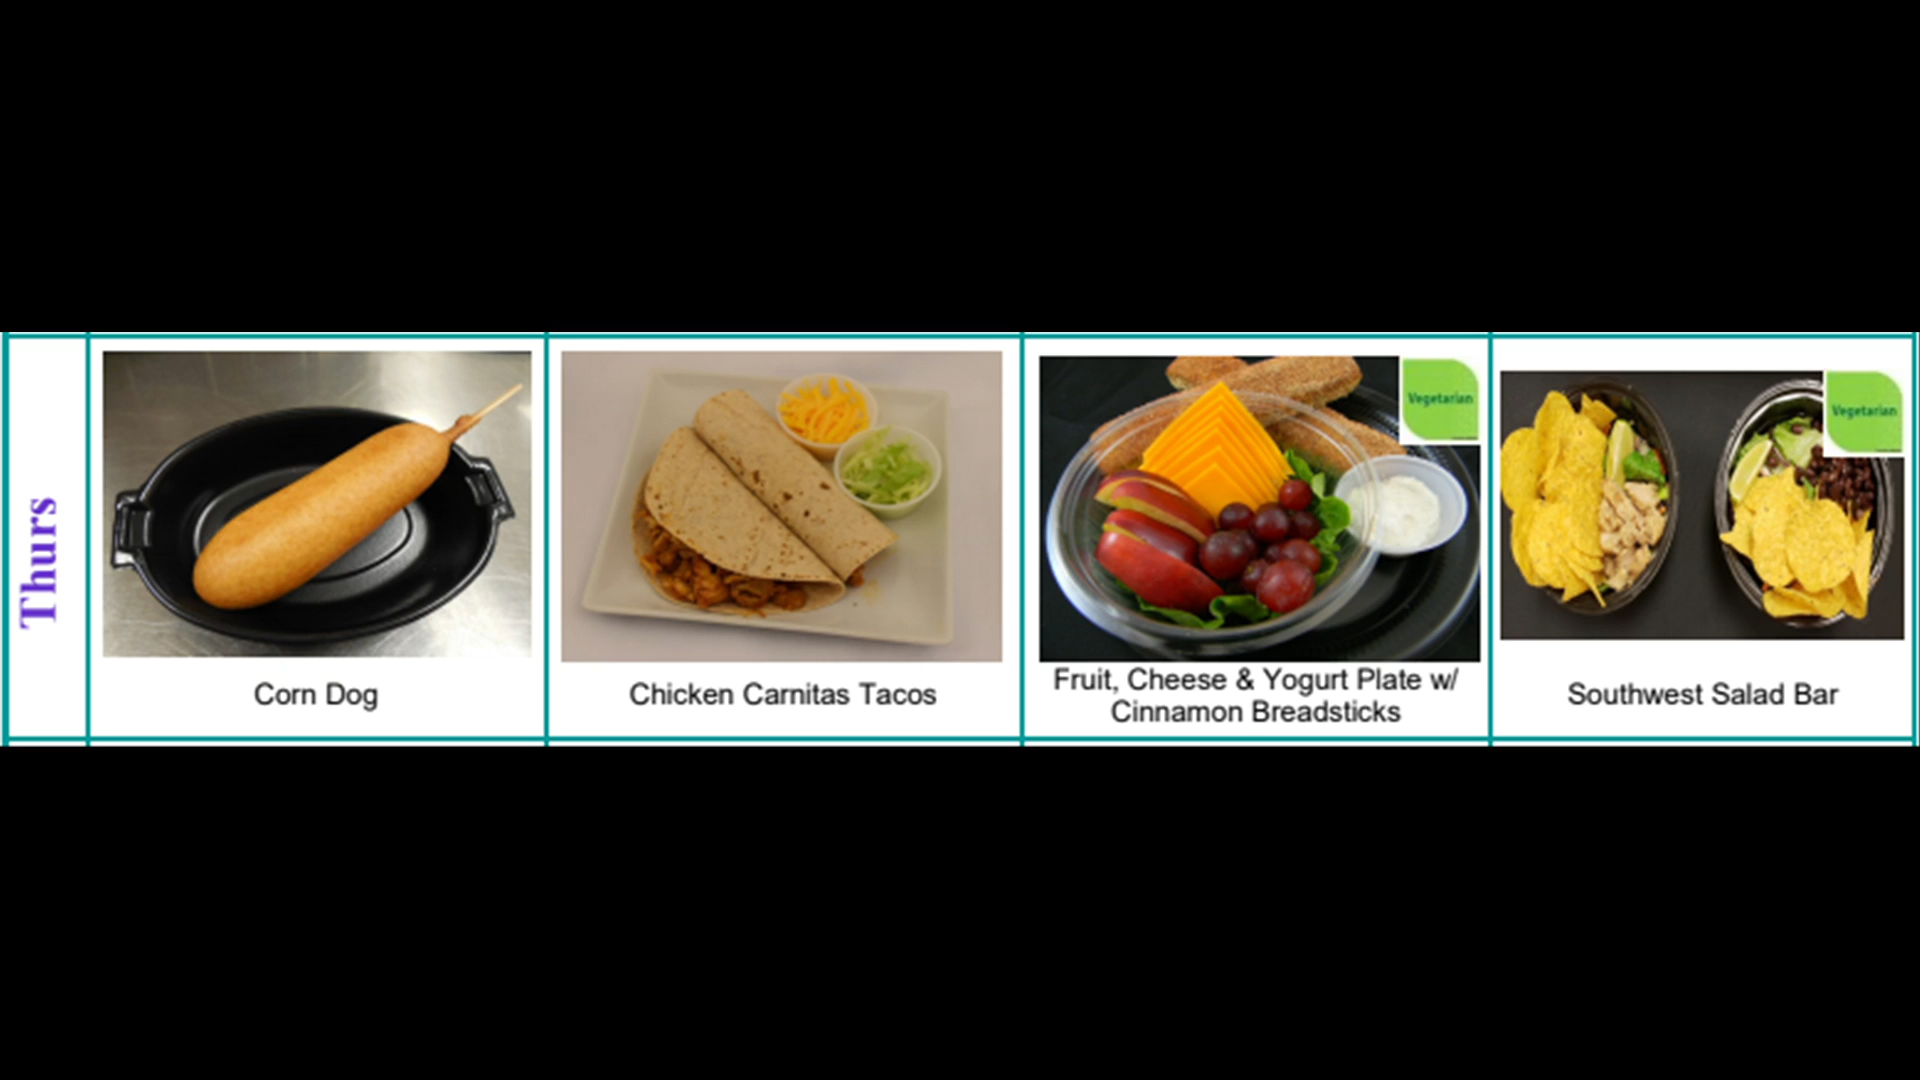 Thurs
Corn Dog
Chicken Carnitas Tacos
Vegetarian
Fruit, Cheese & Yogurt Plate w/
Cinnamon Breadsticks
Vegetarian
Southwest Salad Bar